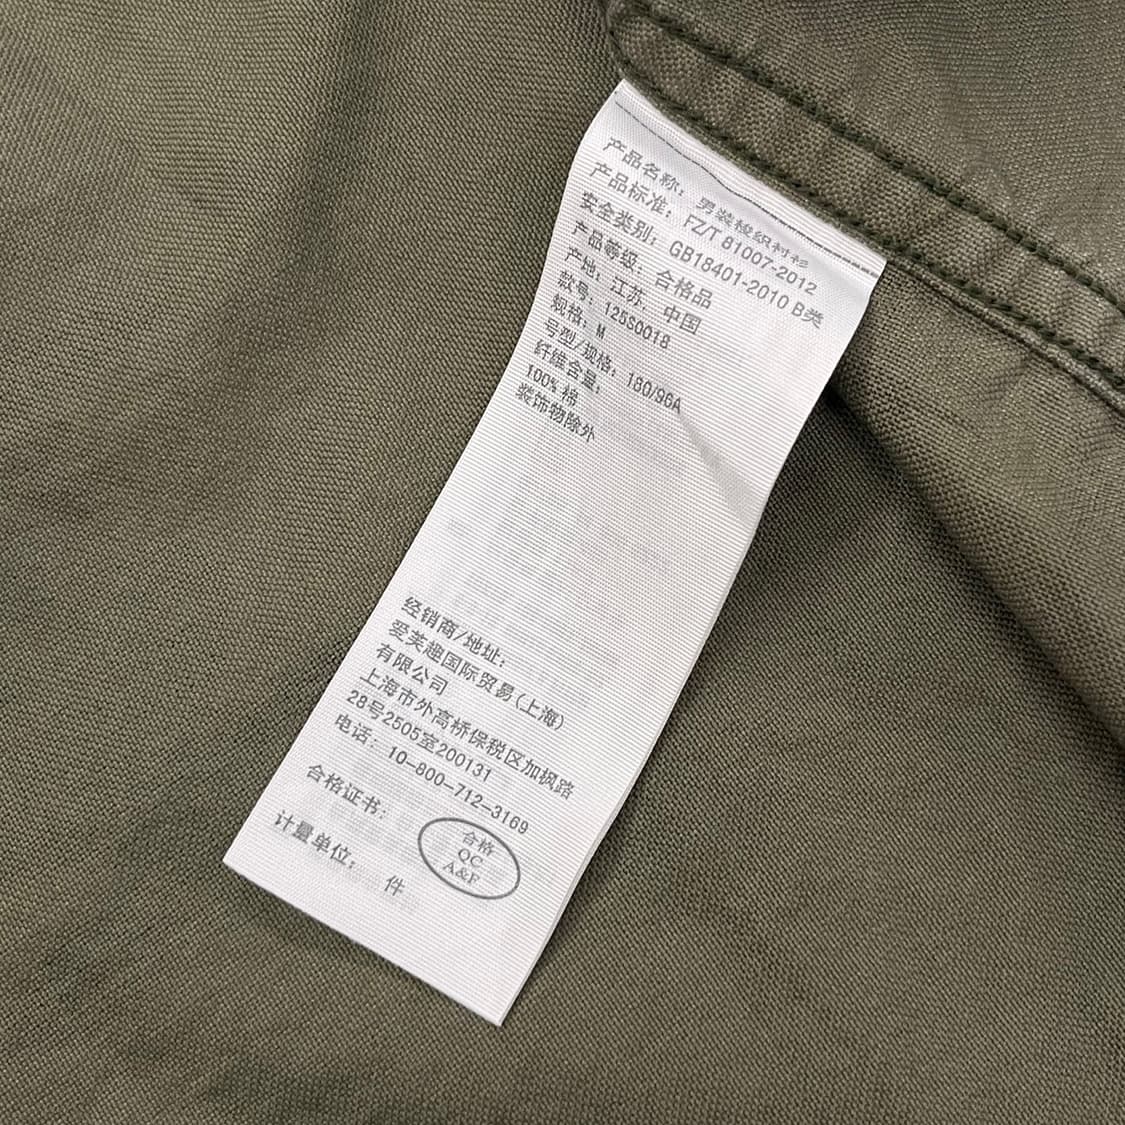 产品名称: 男装梭织衬衫
产品标准: FZ/T 81007-2012
安全类别: GB18401-2010 B类
产品等级: 合格品
产地: 江苏 中国
款号: 125S0018
规格: M
号型/规格: 180/96A
纤维含量:
100% 棉
装饰物除外
经销商/地址:
爱芙趣国际贸易(上海)
有限公司
上海市外高桥保税区加枫路
28号2505室200131
电话: 10-800-712-3169
合格证书:
合格
QC
A&F
计量单位: 件